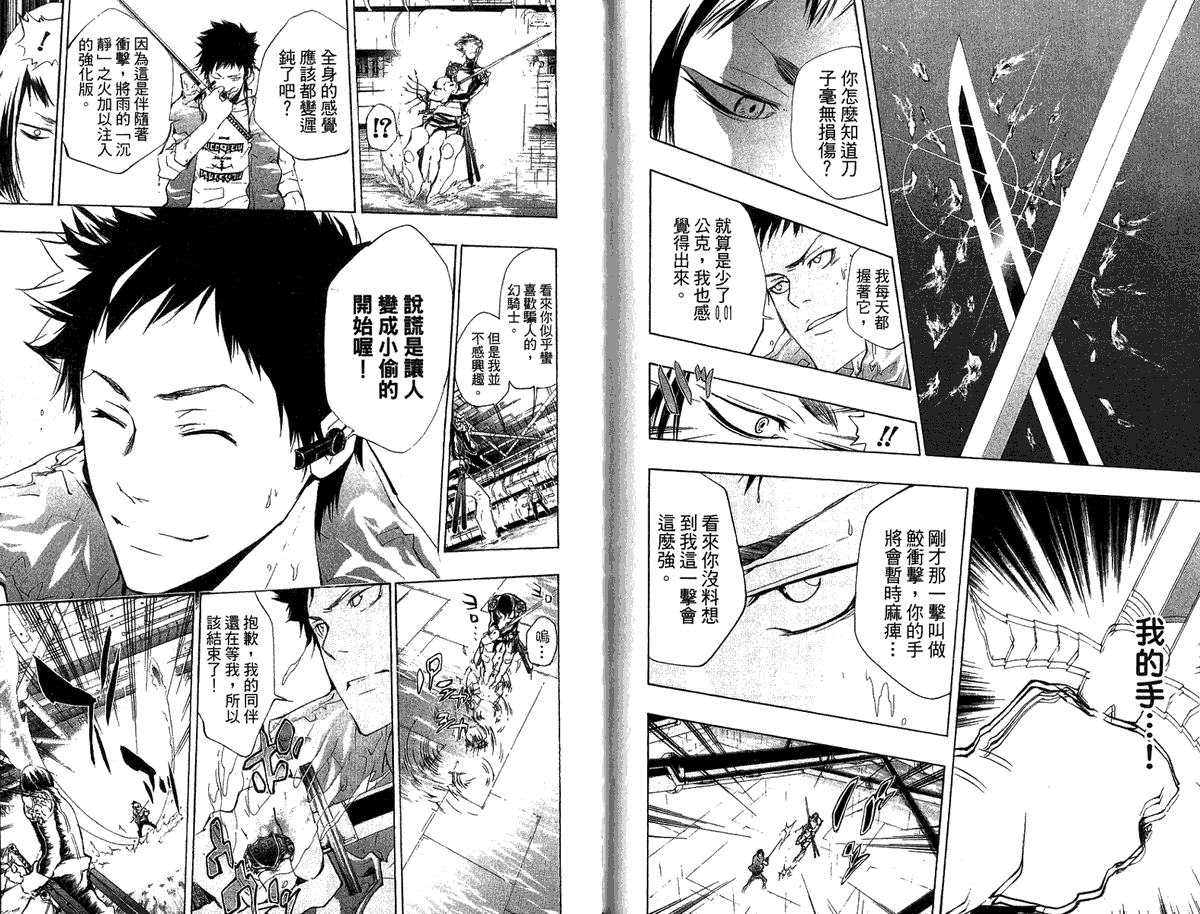 你怎麼知道刀
子毫無損傷？
我每天都
握著它，
就算是少了0.01
公克，我也感
覺得出來。
!!
我的手…！
剛才那一擊叫做
鮫衝擊，你的手
將會暫時麻痺…
看來你沒料想
到我這一擊會
這麼強。
!?
全身的感覺
應該都變遲
鈍了吧？
因為這是伴隨著
衝擊，將雨的「沉
靜」之火加以注入
的強化版。
!
看來你似乎蠻
喜歡騙人的，
幻騎士。
但是我並
不感興趣。
說謊是讓人
變成小偷的
開始喔！
嗚…
抱歉，我的同伴
還在等我，所以
該結束了！